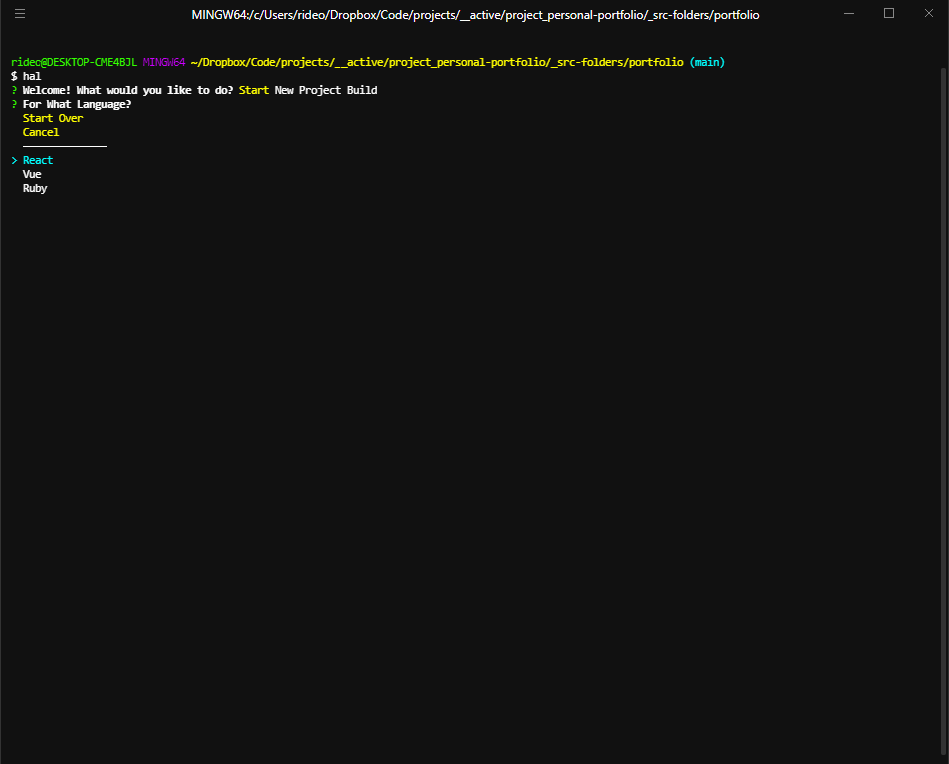 MINGW64:/c/Users/rideo/Dropbox/Code/projects/__active/project_personal-portfolio/_src-folders/portfolio
rideo@DESKTOP-CME4BJL MINGW64 ~/Dropbox/Code/projects/__active/project_personal-portfolio/_src-folders/portfolio (main)
$ hal
? Welcome! What would you like to do? Start New Project Build
? For What Language?
Start Over
Cancel
──────────────
> React
Vue
Ruby